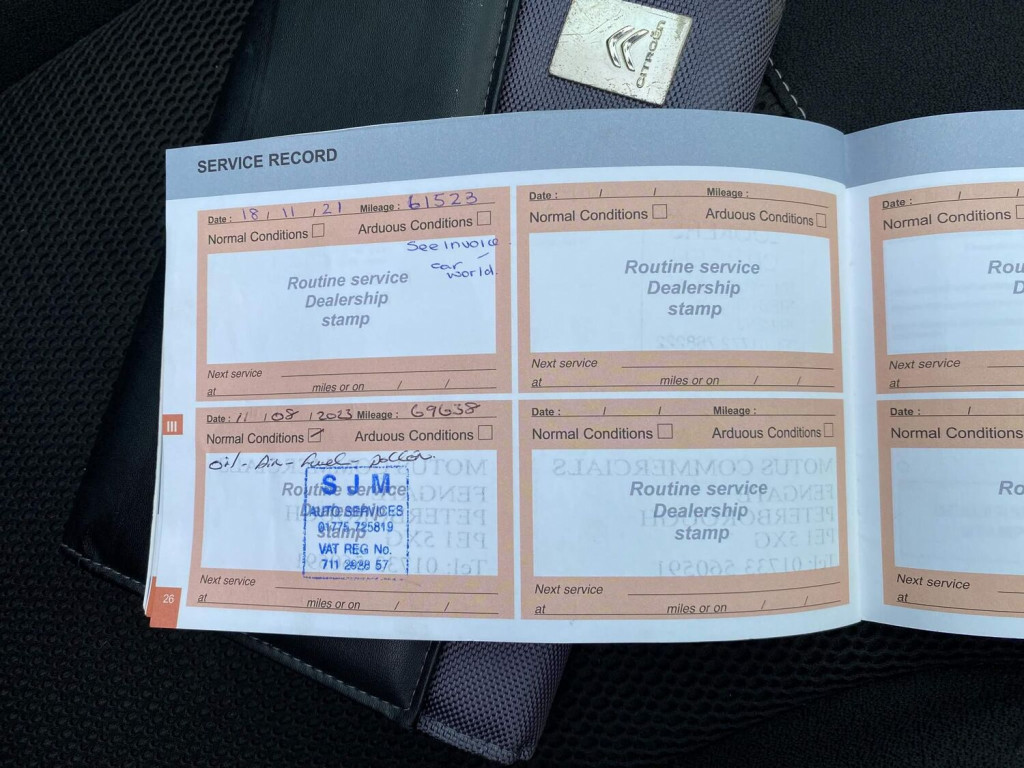 CITROËN
SERVICE RECORD
Date : 18 / 11 / 21 Mileage : 61523
Normal Conditions Arduous Conditions
See invoice
car
world.
Routine service
Dealership
stamp
Next service
at miles or on / /
Date : / / Mileage :
Normal Conditions Arduous Conditions
Routine service
Dealership
stamp
Next service
at miles or on / /
Date : /
Normal Conditions
Next service
at
Date : 11 / 08 / 2023 Mileage : 69638
Normal Conditions Arduous Conditions
Oil - Air - fuel - pollen.
Routine service
Dealership
stamp
S J M
AUTO SERVICES
01775 725819
VAT REG No.
Next service
at miles or on / /
Date : / / Mileage :
Normal Conditions Arduous Conditions
MOTUS COMMERCIALS
FENGATE
PETERBOROUGH
PE1 5XG
Tel: 01733 560591
Routine service
Dealership
stamp
Next service
at miles or on / /
Date : /
Normal Conditions
Next service
at
III
26